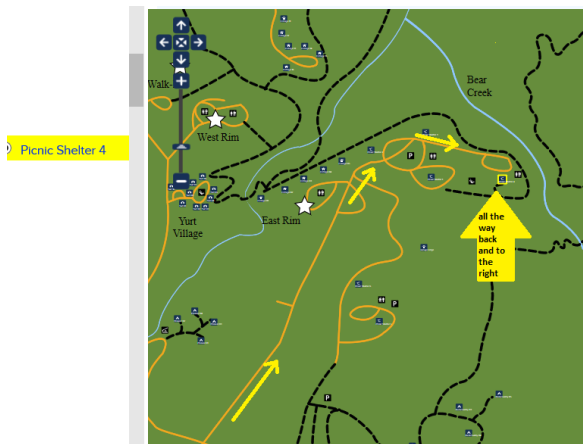 Bear
Creek
Walk-
West Rim
Picnic Shelter 4
East Rim
Yurt
Village
all the
way
back
and to
the
right
P
P
P